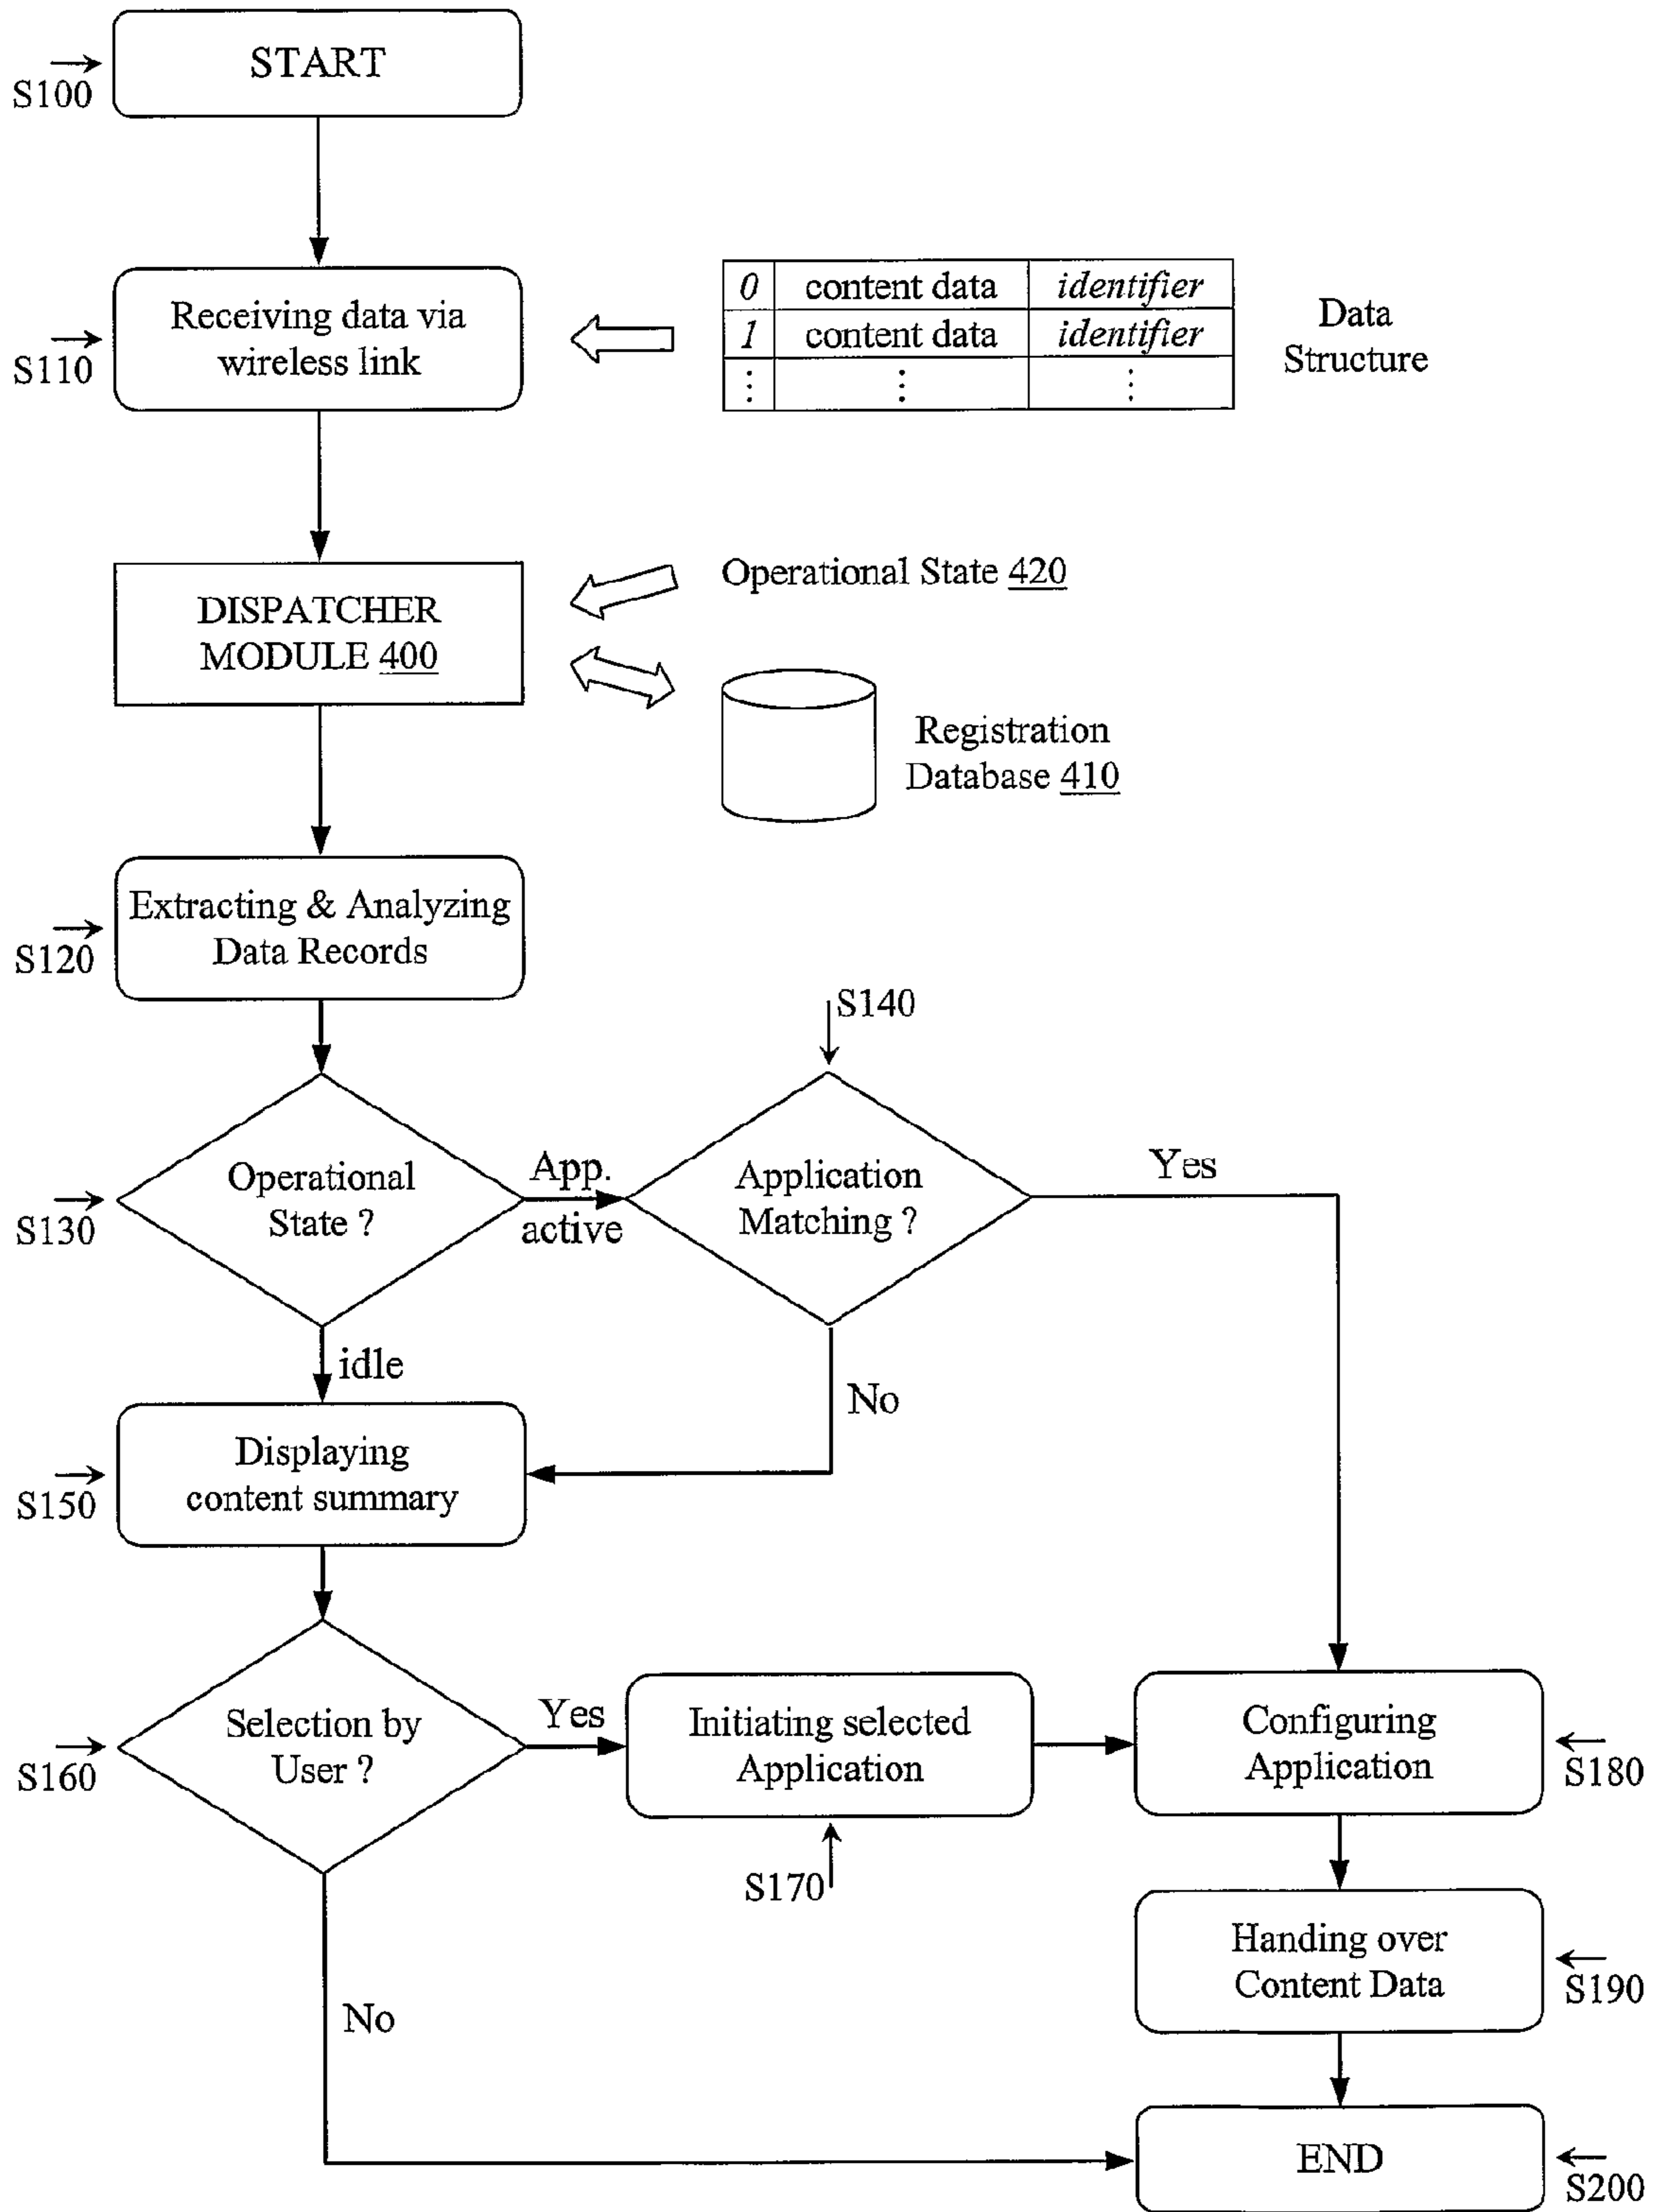 START
S100
Receiving data via
wireless link
S110
0 content data identifier
1 content data identifier
⋮ ⋮ ⋮
Data
Structure
DISPATCHER
MODULE 400
Operational State 420
Registration
Database 410
Extracting & Analyzing
Data Records
S120
S140
Operational
State ?
S130
App.
active
Application
Matching ?
Yes
idle
No
Displaying
content summary
S150
Selection by
User ?
S160
Yes
Initiating selected
Application
S170
Configuring
Application
S180
Handing over
Content Data
S190
No
END
S200